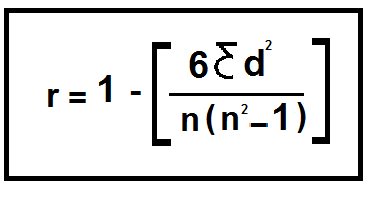 r = 1 - [ 6Σd² / n(n²-1) ]